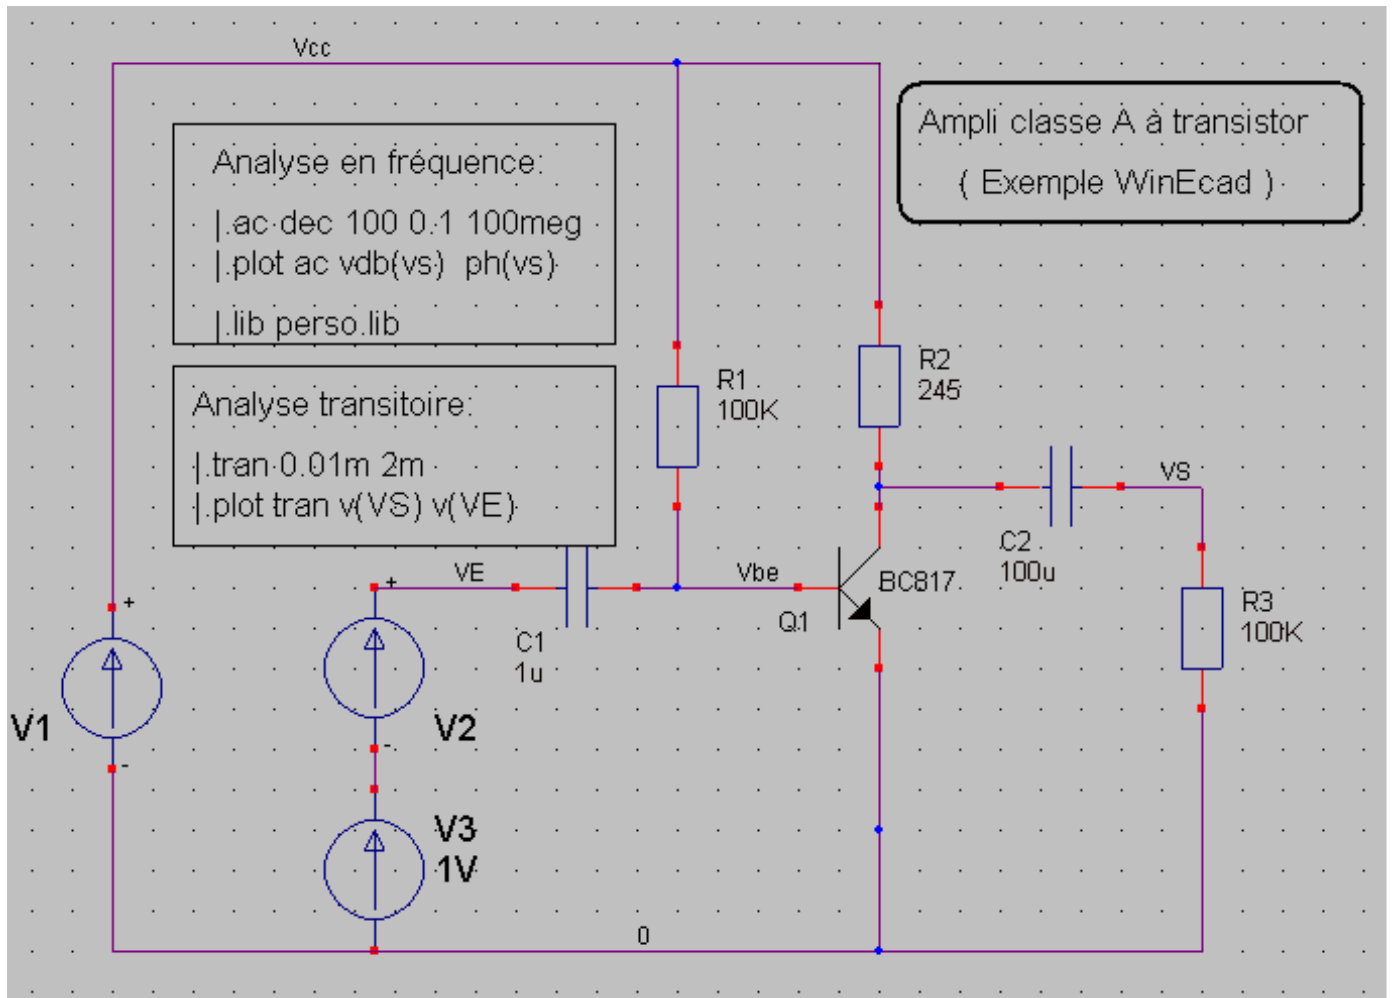 Vcc
Ampli classe A à transistor
( Exemple WinEcad )
Analyse en fréquence:
|.ac dec 100 0.1 100meg
|.plot ac vdb(vs) ph(vs)
|.lib perso.lib
Analyse transitoire:
|.tran 0.01m 2m
|.plot tran v(VS) v(VE)
R1
100K
R2
245
VS
C2
100u
VE
Vbe
BC817
Q1
C1
1u
R3
100K
+
+
V1
-
V2
-
V3
1V
0